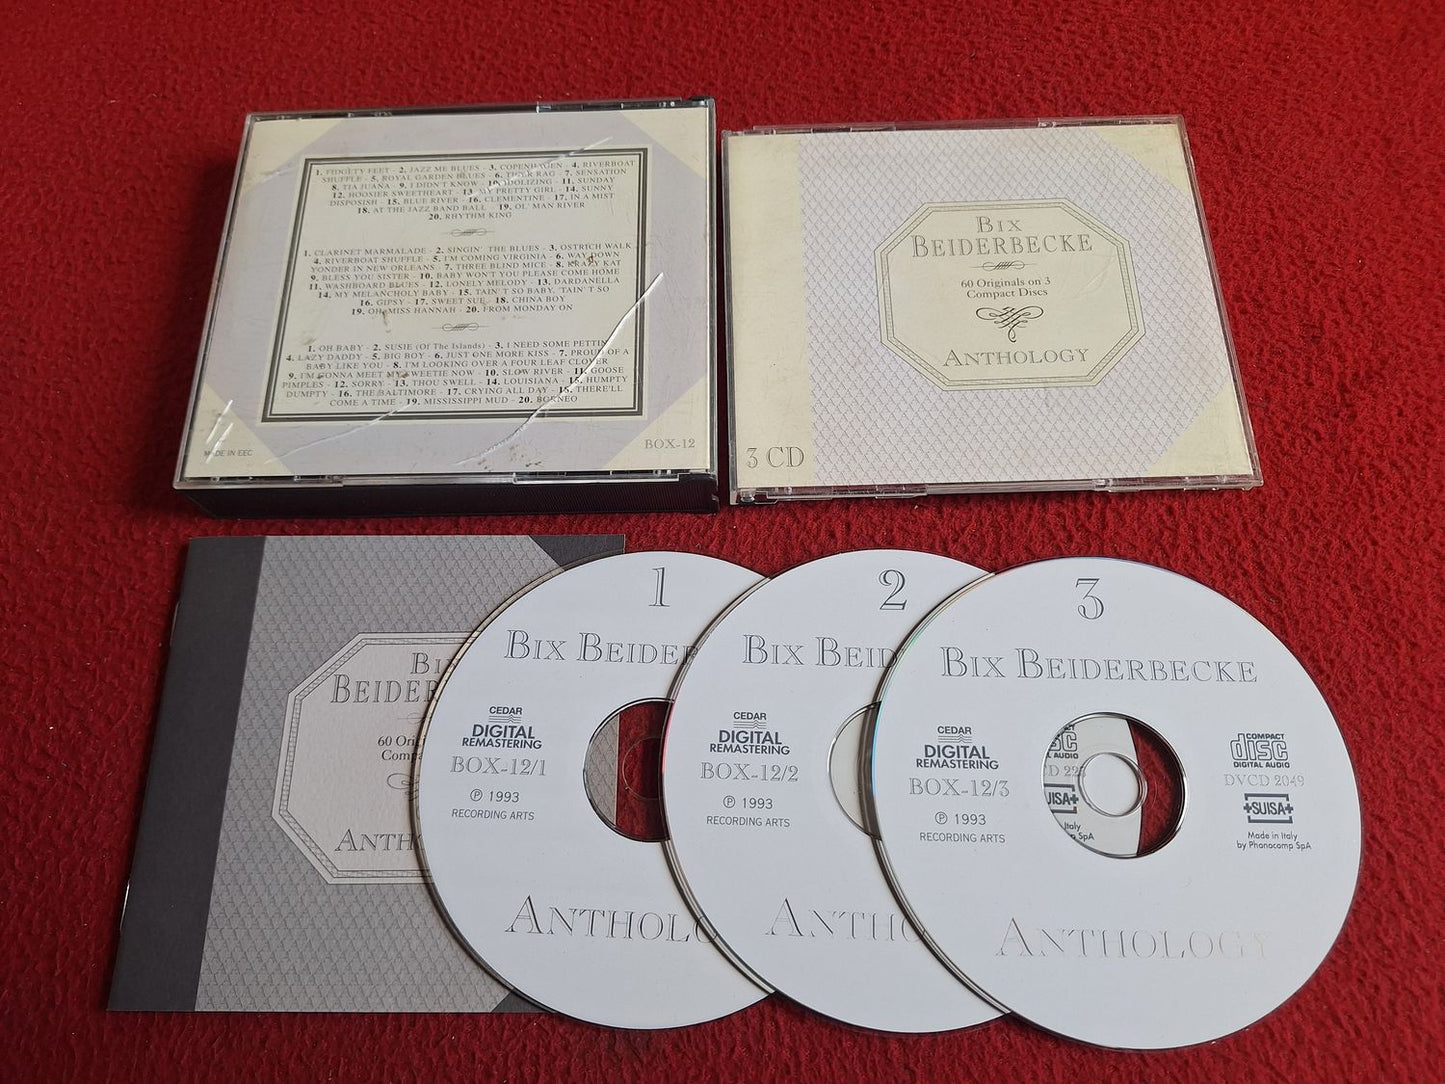 1. FIDGETY FEET - 2. JAZZ ME BLUES - 3. COPENHAGEN - 4. RIVERBOAT
SHUFFLE - 5. ROYAL GARDEN BLUES - 6. TIGER RAG - 7. SENSATION
8. TIA JUANA - 9. I DIDN'T KNOW - 10. IDOLIZING - 11. SUNDAY
12. HOOSIER SWEETHEART - 13. MY PRETTY GIRL - 14. SUNNY
DISPOSISH - 15. BLUE RIVER - 16. CLEMENTINE - 17. IN A MIST
18. AT THE JAZZ BAND BALL - 19. OL' MAN RIVER
20. RHYTHM KING
1. CLARINET MARMALADE - 2. SINGIN' THE BLUES - 3. OSTRICH WALK
4. RIVERBOAT SHUFFLE - 5. I'M COMING VIRGINIA - 6. WAY DOWN
YONDER IN NEW ORLEANS - 7. THREE BLIND MICE - 8. KRAZY KAT
9. BLESS YOU SISTER - 10. BABY WON'T YOU PLEASE COME HOME
11. WASHBOARD BLUES - 12. LONELY MELODY - 13. DARDANELLA
14. MY MELANCHOLY BABY - 15. TAIN'T SO BABY, 'TAIN'T SO
16. GIPSY - 17. SWEET SUE - 18. CHINA BOY
19. OH MISS HANNAH - 20. FROM MONDAY ON
1. OH BABY - 2. SUSIE (Of The Islands) - 3. I NEED SOME PETTIN'
4. LAZY DADDY - 5. BIG BOY - 6. JUST ONE MORE KISS - 7. PROUD OF A
BABY LIKE YOU - 8. I'M LOOKING OVER A FOUR LEAF CLOVER
9. I'M GONNA MEET MY SWEETIE NOW - 10. SLOW RIVER - 11. GOOSE
PIMPLES - 12. SORRY - 13. THOU SWELL - 14. LOUISIANA - 15. HUMPTY
DUMPTY - 16. THE BALTIMORE - 17. CRYING ALL DAY - 18. THERE'LL
COME A TIME - 19. MISSISSIPPI MUD - 20. BORNEO
MADE IN EEC
BOX-12
BIX
BEIDERBECKE
60 Originals on 3
Compact Discs
ANTHOLOGY
3 CD
BIX
BEIDER
60 Orig
Compa
ANTH
1
BIX BEIDER
CEDAR
DIGITAL
REMASTERING
BOX-12/1
℗ 1993
RECORDING ARTS
ANTHOLO
2
BIX BEID
CEDAR
DIGITAL
REMASTERING
BOX-12/2
℗ 1993
RECORDING ARTS
ANTHO
3
BIX BEIDERBECKE
CEDAR
DIGITAL
REMASTERING
BOX-12/3
℗ 1993
RECORDING ARTS
COMPACT
disc
DIGITAL AUDIO
DVCD 2049
+SUISA+
Made in Italy
by Phonocomp SpA
ANTHOLOGY